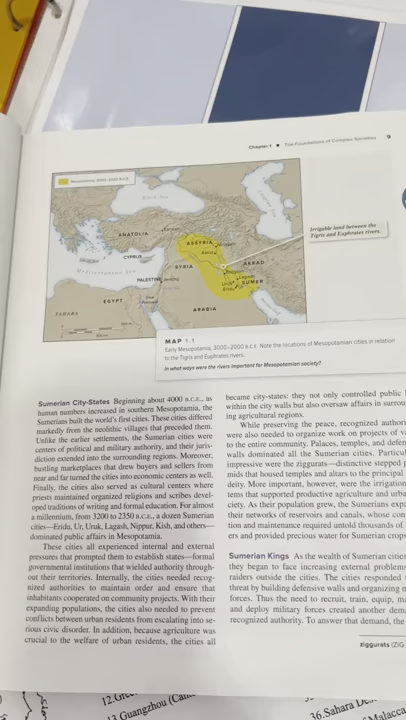 Chapter 1 ■ The Foundations of Complex Societies 9
Mesopotamia, 3000–2000 B.C.E.
Black Sea
Caspian Sea
ANATOLIA
ASSYRIA
CYPRUS
SYRIA
AKKAD
Mediterranean Sea
PALESTINE
SUMER
EGYPT
SAHARA
ARABIA
Irrigable land between the
Tigris and Euphrates rivers.
MAP 1.1
Early Mesopotamia, 3000–2000 B.C.E. Note the locations of Mesopotamian cities in relation
to the Tigris and Euphrates rivers.
In what ways were the rivers important for Mesopotamian society?
Sumerian City-States Beginning about 4000 B.C.E., as
human numbers increased in southern Mesopotamia, the
Sumerians built the world's first cities. These cities differed
markedly from the neolithic villages that preceded them.
Unlike the earlier settlements, the Sumerian cities were
centers of political and military authority, and their juris-
diction extended into the surrounding regions. Moreover,
bustling marketplaces that drew buyers and sellers from
near and far turned the cities into economic centers as well.
Finally, the cities also served as cultural centers where
priests maintained organized religions and scribes devel-
oped traditions of writing and formal education. For almost
a millennium, from 3200 to 2350 B.C.E., a dozen Sumerian
cities—Eridu, Ur, Uruk, Lagash, Nippur, Kish, and others—
dominated public affairs in Mesopotamia.
These cities all experienced internal and external
pressures that prompted them to establish states—formal
governmental institutions that wielded authority through-
out their territories. Internally, the cities needed recog-
nized authorities to maintain order and ensure that
inhabitants cooperated on community projects. With their
expanding populations, the cities also needed to prevent
conflicts between urban residents from escalating into se-
rious civic disorder. In addition, because agriculture was
crucial to the welfare of urban residents, the cities all
became city-states: they not only controlled public
within the city walls but also oversaw affairs in surrou
ing agricultural regions.
While preserving the peace, recognized authori
were also needed to organize work on projects of v
to the entire community. Palaces, temples, and defen
walls dominated all the Sumerian cities. Particul
impressive were the ziggurats—distinctive stepped p
mids that housed temples and altars to the principal
deity. More important, however, were the irrigation
tems that supported productive agriculture and urba
ciety. As their population grew, the Sumerians expa
their networks of reservoirs and canals, whose con
tion and maintenance required untold thousands of
ers and provided precious water for Sumerian crops
Sumerian Kings As the wealth of Sumerian citie
they began to face increasing external problems
raiders outside the cities. The cities responded
threat by building defensive walls and organizing m
forces. Thus the need to recruit, train, equip, ma
and deploy military forces created another dem
recognized authority. To answer that demand, the
ziggurats (ZIG-
13.Guangzhou
36.Sahara
Malacca